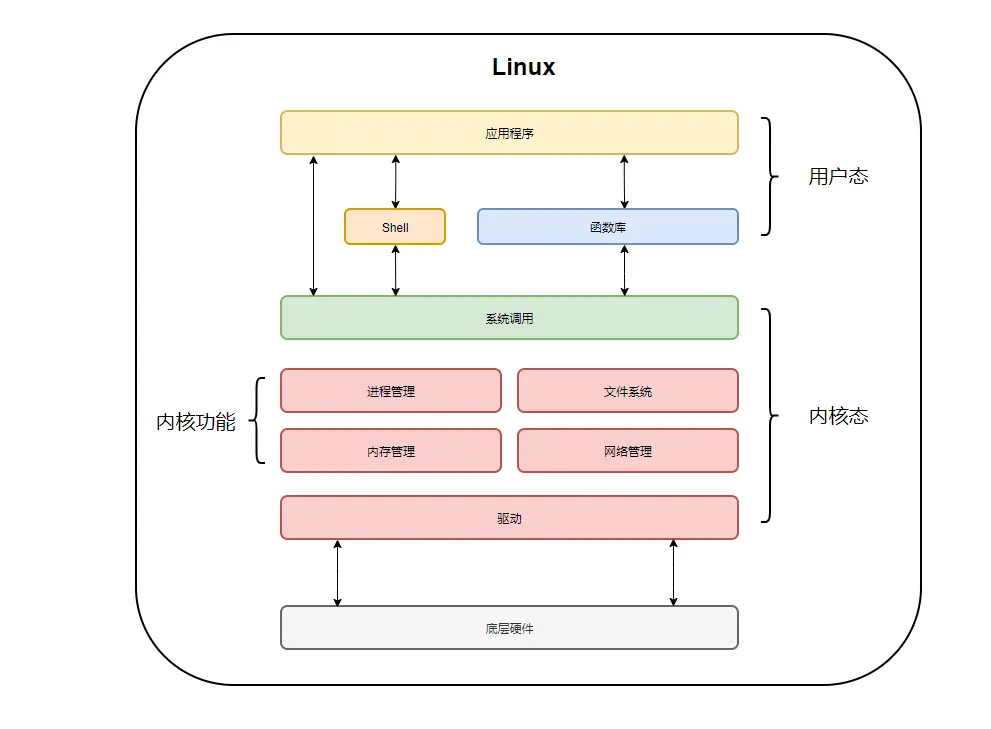 Linux
应用程序
用户态
Shell
函数库
系统调用
进程管理
文件系统
内核功能
内核态
内存管理
网络管理
驱动
底层硬件